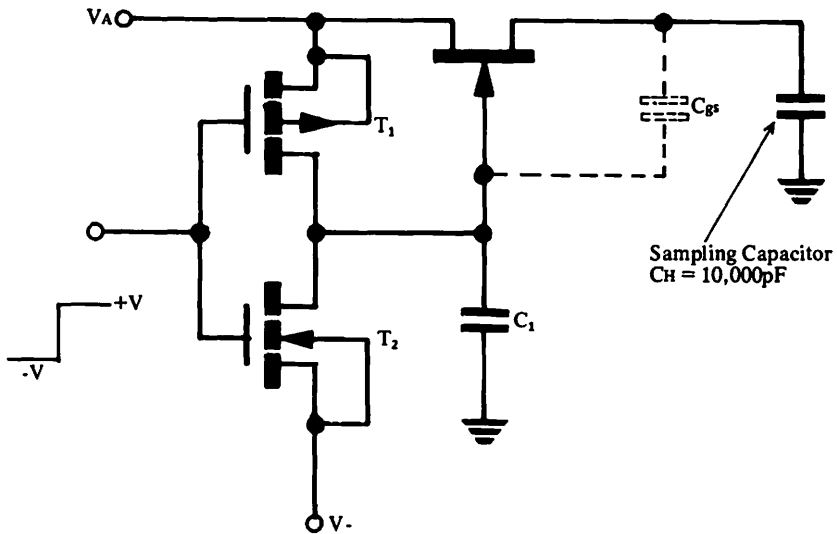 VA
T1
Cgs
Sampling Capacitor
CH = 10,000pF
+V
-V
T2
C1
V-